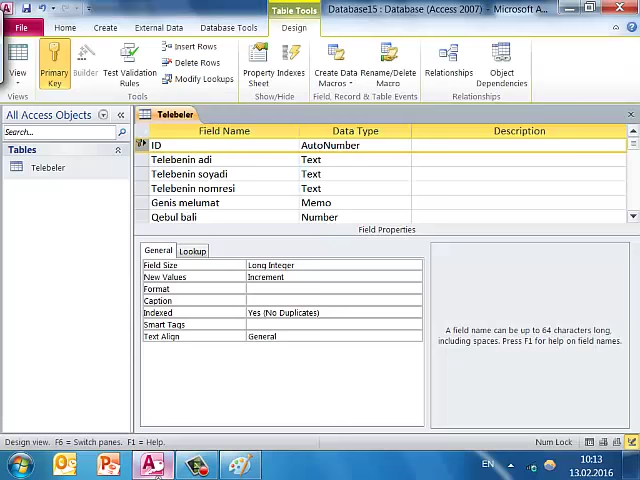 Table Tools
Database15 : Database (Access 2007) - Microsoft A...
File
Home
Create
External Data
Database Tools
Design
View
Primary Key
Builder
Test Validation Rules
Insert Rows
Delete Rows
Modify Lookups
Property Sheet
Indexes
Create Data Macros
Rename/Delete Macro
Relationships
Object Dependencies
Views
Tools
Show/Hide
Field, Record & Table Events
Relationships
All Access Objects
Search...
Tables
Telebeler
Telebeler
Field Name Data Type Description
ID AutoNumber
Telebenin adi Text
Telebenin soyadi Text
Telebenin nomresi Text
Genis melumat Memo
Qebul bali Number
Field Properties
General Lookup
Field Size Long Integer
New Values Increment
Format
Caption
Indexed Yes (No Duplicates)
Smart Tags
Text Align General
A field name can be up to 64 characters long,
including spaces. Press F1 for help on field names.
Design view. F6 = Switch panes. F1 = Help.
Num Lock
EN
10:13
13.02.2016